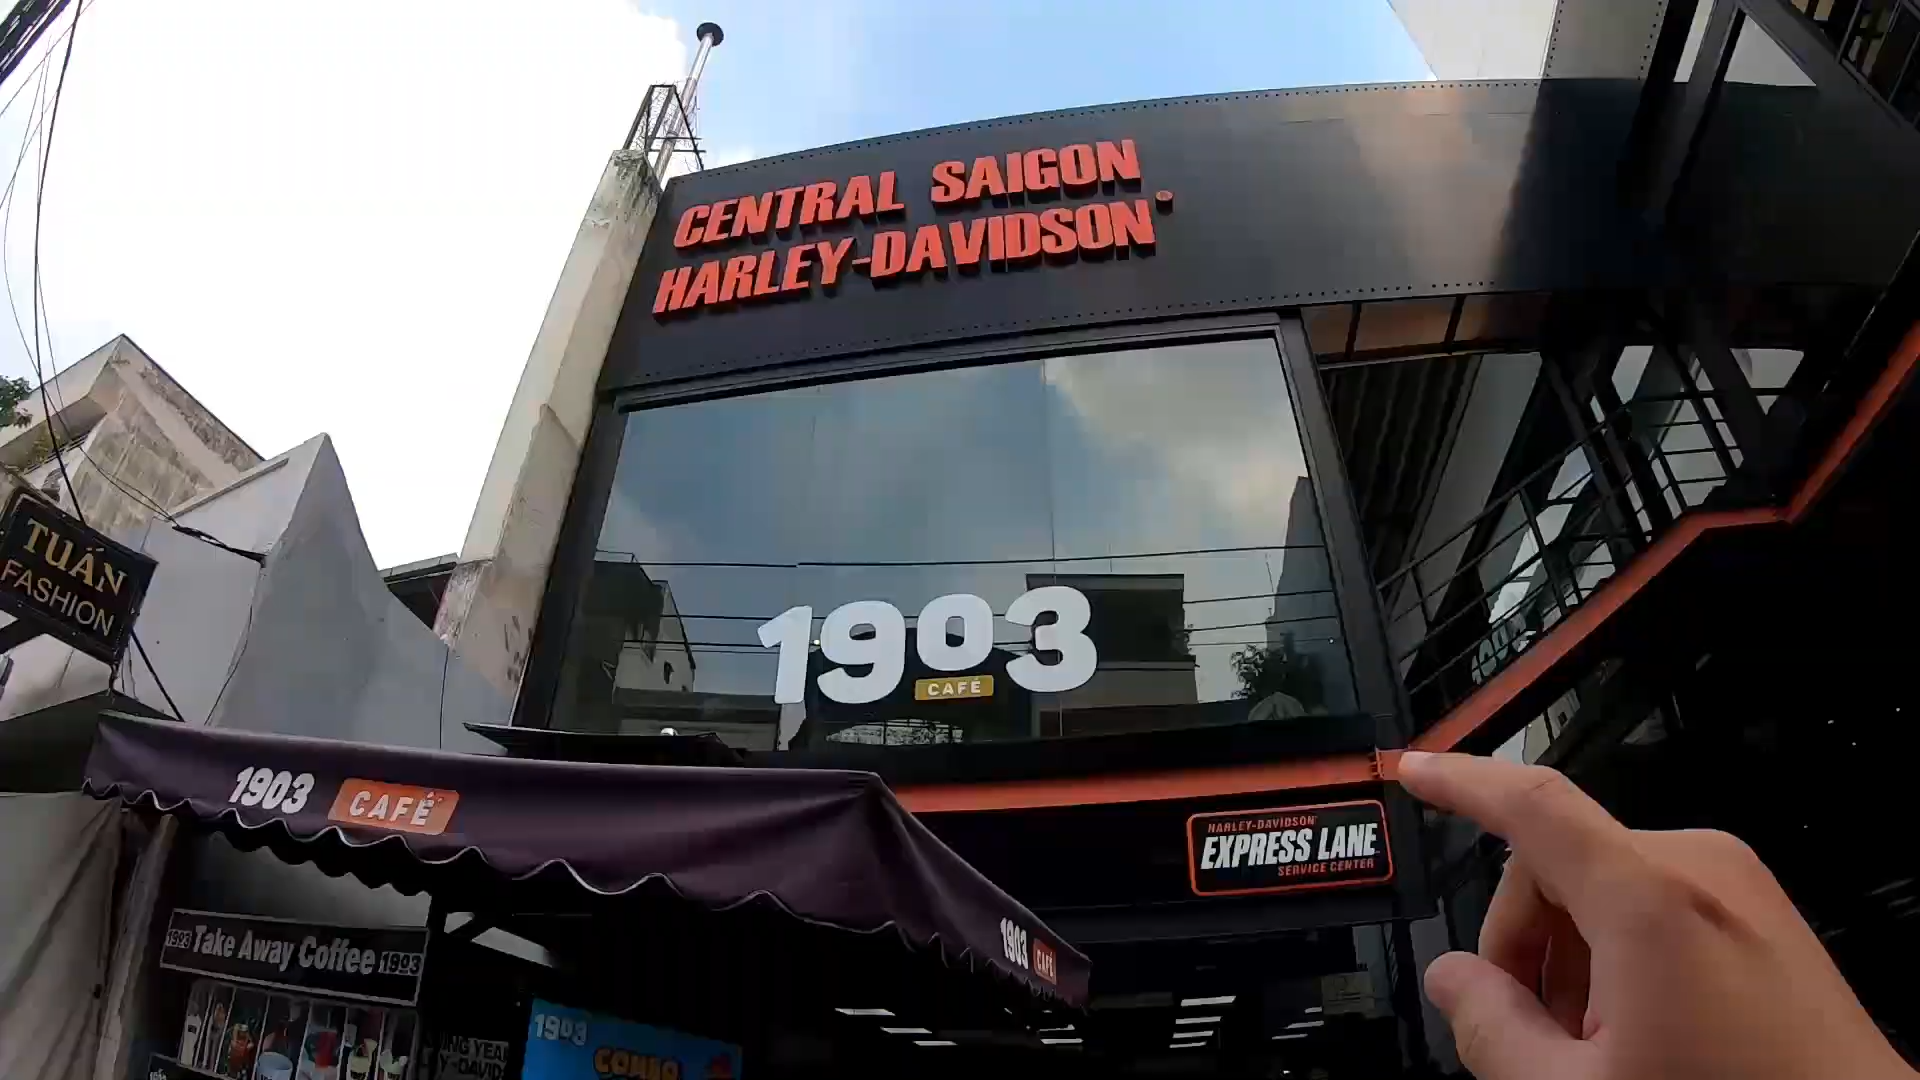 CENTRAL SAIGON
HARLEY-DAVIDSON
TUẤN
FASHION
1903
CAFÉ
1903 CAFÉ
HARLEY-DAVIDSON
EXPRESS LANE
SERVICE CENTER
1903 CAFÉ
1903 Take Away Coffee 1903
1903
COMBO